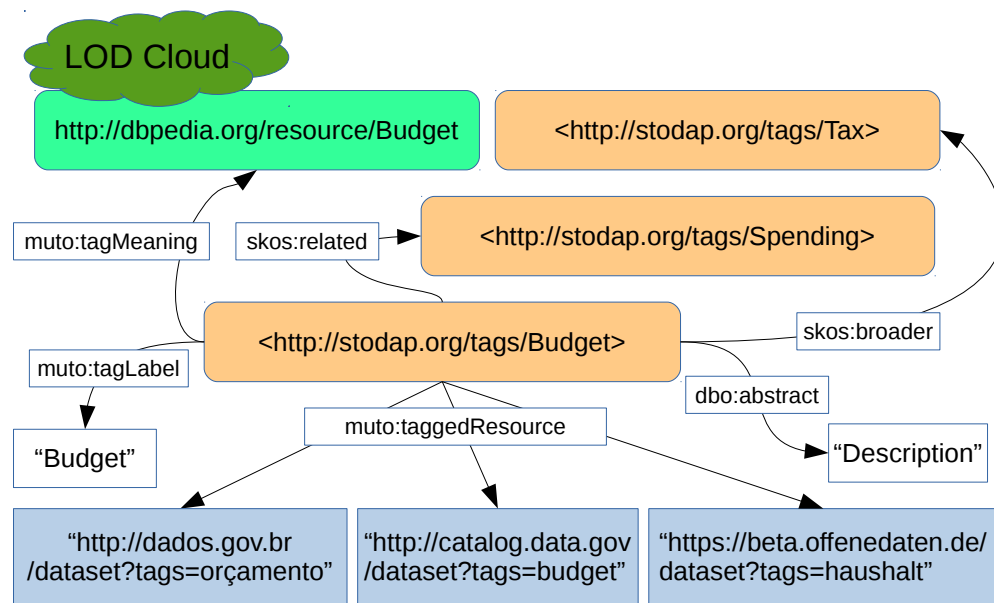 LOD Cloud
http://dbpedia.org/resource/Budget
<http://stodap.org/tags/Tax>
muto:tagMeaning
skos:related
<http://stodap.org/tags/Spending>
<http://stodap.org/tags/Budget>
skos:broader
muto:tagLabel
dbo:abstract
muto:taggedResource
“Budget”
“Description”
“http://dados.gov.br
/dataset?tags=orçamento”
“http://catalog.data.gov
/dataset?tags=budget”
“https://beta.offenedaten.de/
dataset?tags=haushalt”